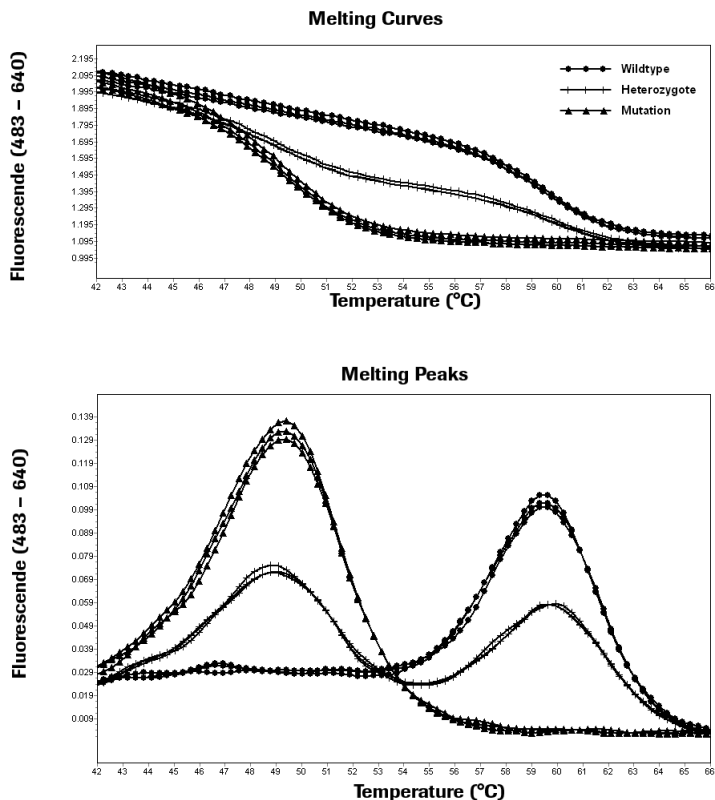 Melting Curves
Fluorescende (483 – 640)
2.195
2.095
1.995
1.895
1.795
1.695
1.595
1.495
1.395
1.295
1.195
1.095
0.995
Wildtype
Heterozygote
Mutation
42 43 44 45 46 47 48 49 50 51 52 53 54 55 56 57 58 59 60 61 62 63 64 65 66
Temperature (°C)
Melting Peaks
Fluorescende (483 – 640)
0.139
0.129
0.119
0.109
0.099
0.089
0.079
0.069
0.059
0.049
0.039
0.029
0.019
0.009
42 43 44 45 46 47 48 49 50 51 52 53 54 55 56 57 58 59 60 61 62 63 64 65 66
Temperature (°C)